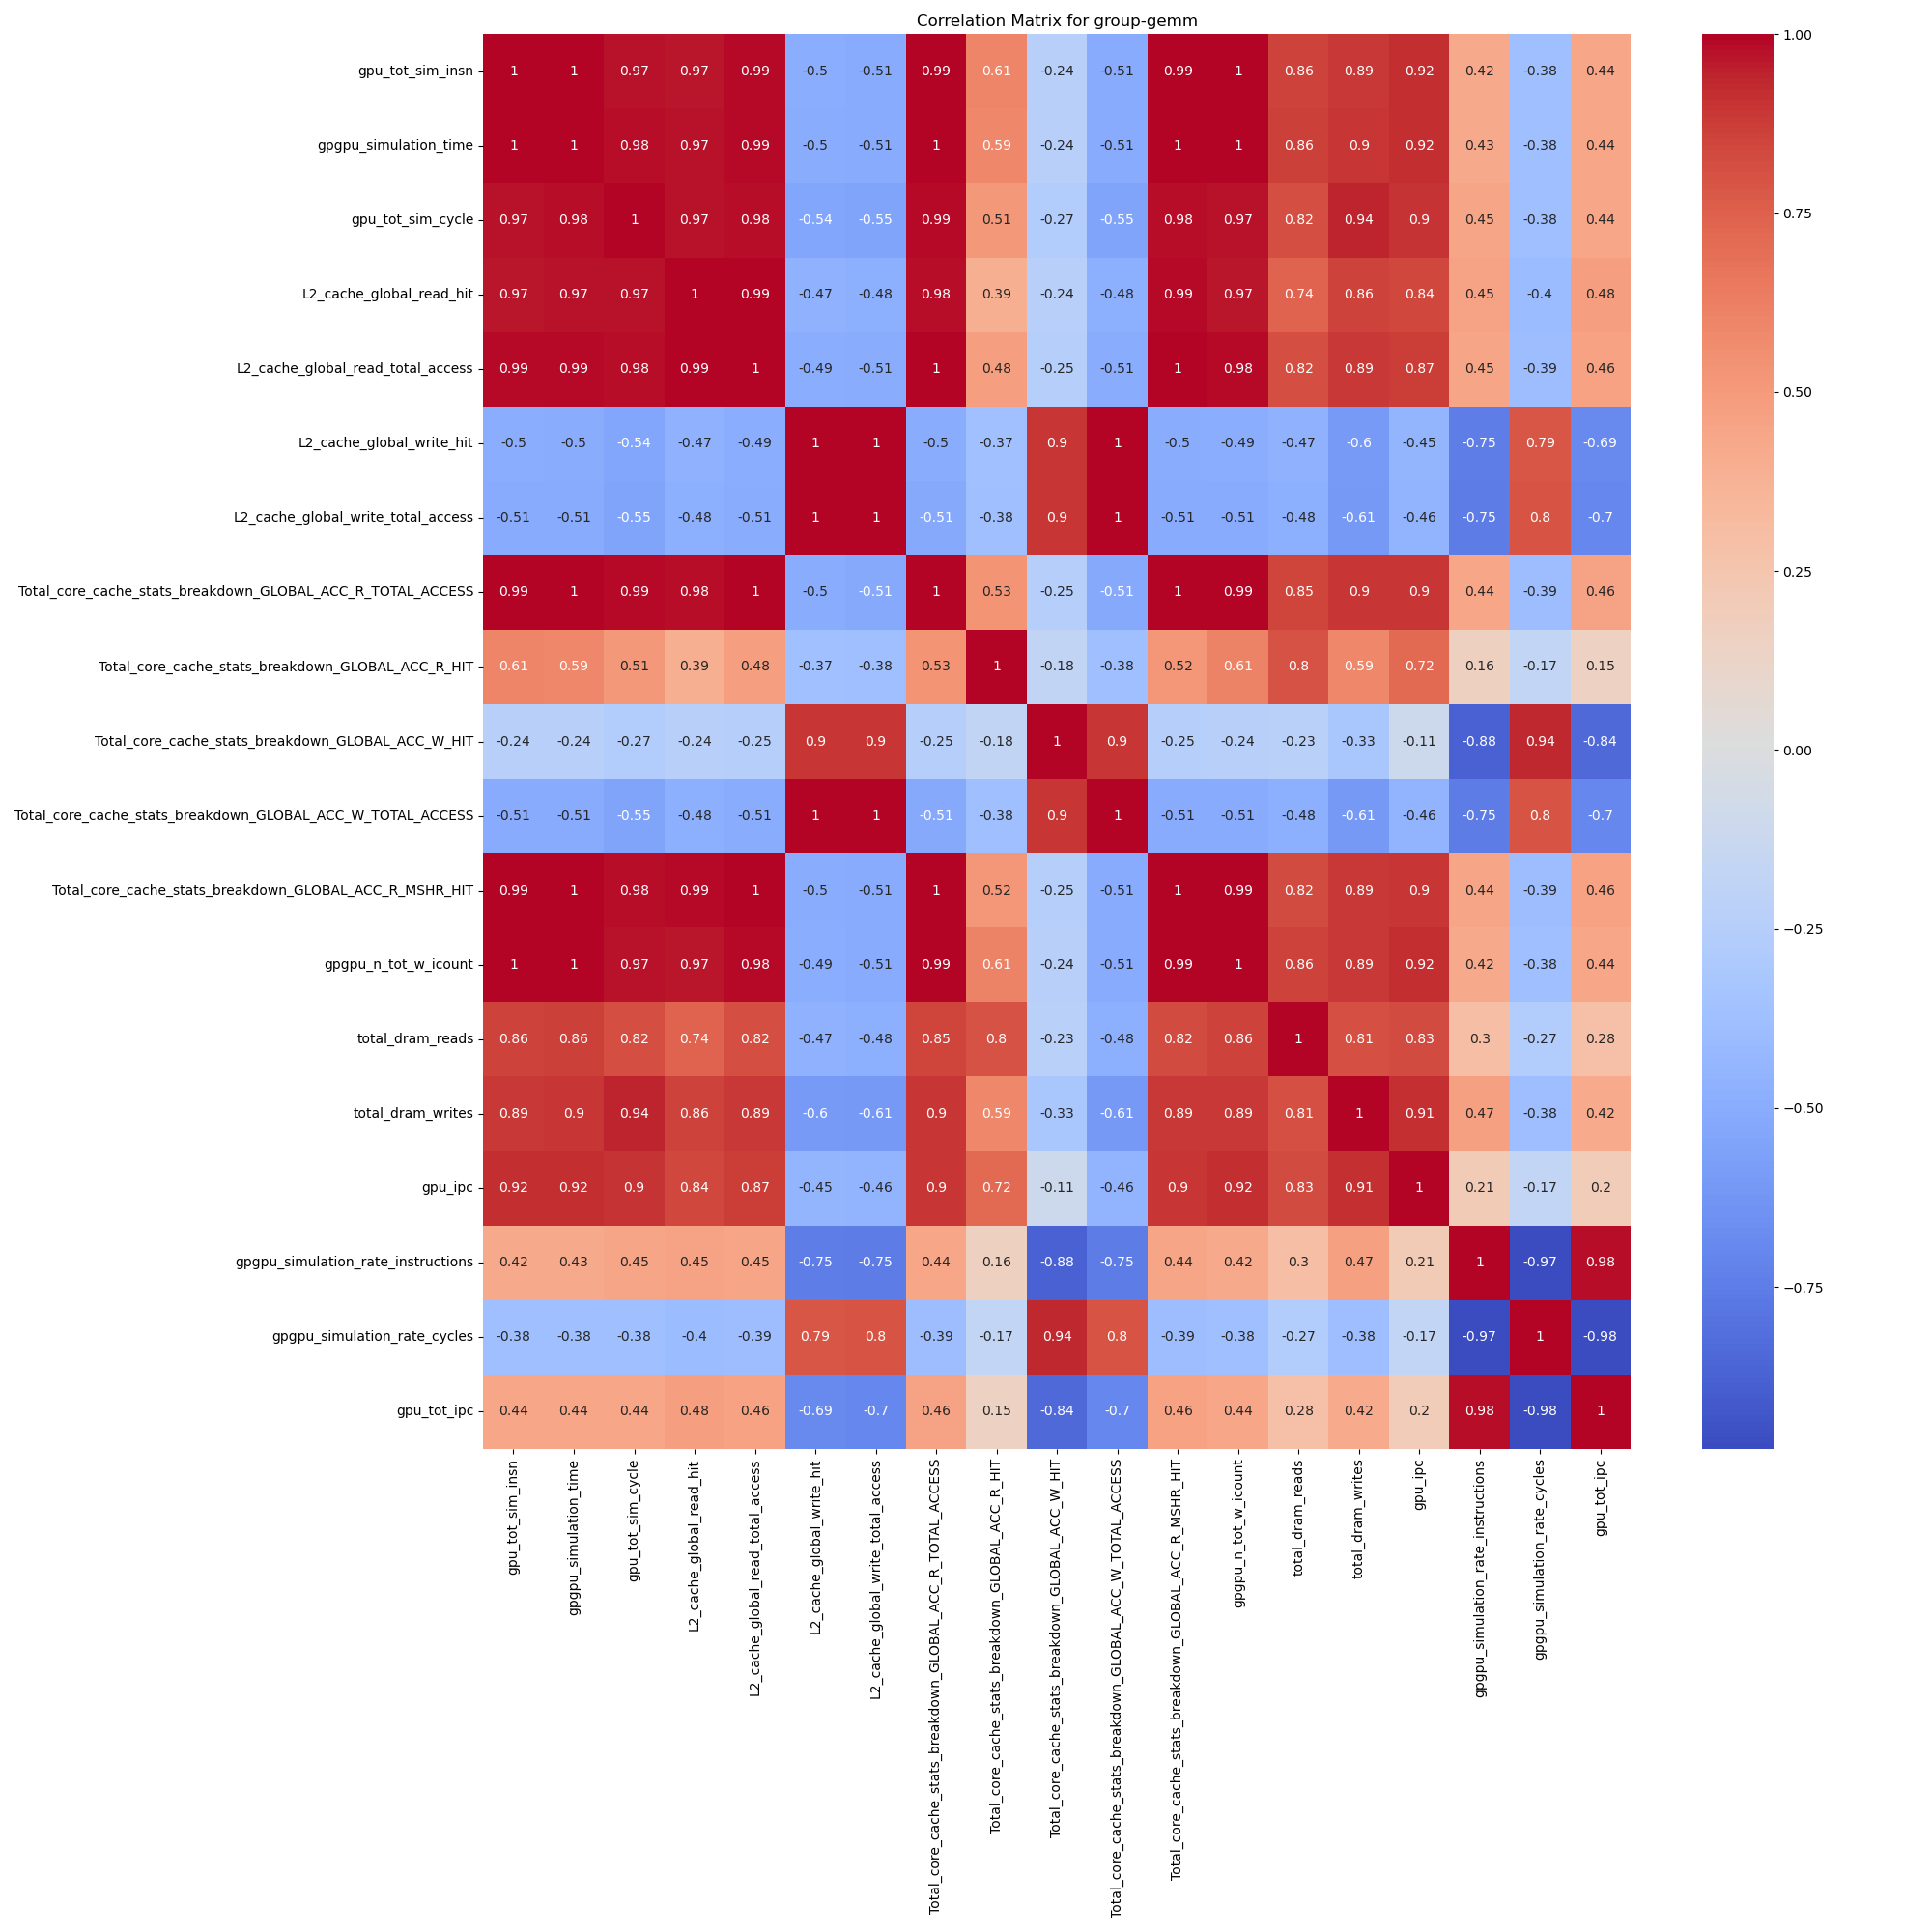 Correlation Matrix for group-gemm
gpu_tot_sim_insn 1 1 0.97 0.97 0.99 -0.5 -0.51 0.99 0.61 -0.24 -0.51 0.99 1 0.86 0.89 0.92 0.42 -0.38 0.44
gpgpu_simulation_time 1 1 0.98 0.97 0.99 -0.5 -0.51 1 0.59 -0.24 -0.51 1 1 0.86 0.9 0.92 0.43 -0.38 0.44
gpu_tot_sim_cycle 0.97 0.98 1 0.97 0.98 -0.54 -0.55 0.99 0.51 -0.27 -0.55 0.98 0.97 0.82 0.94 0.9 0.45 -0.38 0.44
L2_cache_global_read_hit 0.97 0.97 0.97 1 0.99 -0.47 -0.48 0.98 0.39 -0.24 -0.48 0.99 0.97 0.74 0.86 0.84 0.45 -0.4 0.48
L2_cache_global_read_total_access 0.99 0.99 0.98 0.99 1 -0.49 -0.51 1 0.48 -0.25 -0.51 1 0.98 0.82 0.89 0.87 0.45 -0.39 0.46
L2_cache_global_write_hit -0.5 -0.5 -0.54 -0.47 -0.49 1 1 -0.5 -0.37 0.9 1 -0.5 -0.49 -0.47 -0.6 -0.45 -0.75 0.79 -0.69
L2_cache_global_write_total_access -0.51 -0.51 -0.55 -0.48 -0.51 1 1 -0.51 -0.38 0.9 1 -0.51 -0.51 -0.48 -0.61 -0.46 -0.75 0.8 -0.7
Total_core_cache_stats_breakdown_GLOBAL_ACC_R_TOTAL_ACCESS 0.99 1 0.99 0.98 1 -0.5 -0.51 1 0.53 -0.25 -0.51 1 0.99 0.85 0.9 0.9 0.44 -0.39 0.46
Total_core_cache_stats_breakdown_GLOBAL_ACC_R_HIT 0.61 0.59 0.51 0.39 0.48 -0.37 -0.38 0.53 1 -0.18 -0.38 0.52 0.61 0.8 0.59 0.72 0.16 -0.17 0.15
Total_core_cache_stats_breakdown_GLOBAL_ACC_W_HIT -0.24 -0.24 -0.27 -0.24 -0.25 0.9 0.9 -0.25 -0.18 1 0.9 -0.25 -0.24 -0.23 -0.33 -0.11 -0.88 0.94 -0.84
Total_core_cache_stats_breakdown_GLOBAL_ACC_W_TOTAL_ACCESS -0.51 -0.51 -0.55 -0.48 -0.51 1 1 -0.51 -0.38 0.9 1 -0.51 -0.51 -0.48 -0.61 -0.46 -0.75 0.8 -0.7
Total_core_cache_stats_breakdown_GLOBAL_ACC_R_MSHR_HIT 0.99 1 0.98 0.99 1 -0.5 -0.51 1 0.52 -0.25 -0.51 1 0.99 0.82 0.89 0.9 0.44 -0.39 0.46
gpgpu_n_tot_w_icount 1 1 0.97 0.97 0.98 -0.49 -0.51 0.99 0.61 -0.24 -0.51 0.99 1 0.86 0.89 0.92 0.42 -0.38 0.44
total_dram_reads 0.86 0.86 0.82 0.74 0.82 -0.47 -0.48 0.85 0.8 -0.23 -0.48 0.82 0.86 1 0.81 0.83 0.3 -0.27 0.28
total_dram_writes 0.89 0.9 0.94 0.86 0.89 -0.6 -0.61 0.9 0.59 -0.33 -0.61 0.89 0.89 0.81 1 0.91 0.47 -0.38 0.42
gpu_ipc 0.92 0.92 0.9 0.84 0.87 -0.45 -0.46 0.9 0.72 -0.11 -0.46 0.9 0.92 0.83 0.91 1 0.21 -0.17 0.2
gpgpu_simulation_rate_instructions 0.42 0.43 0.45 0.45 0.45 -0.75 -0.75 0.44 0.16 -0.88 -0.75 0.44 0.42 0.3 0.47 0.21 1 -0.97 0.98
gpgpu_simulation_rate_cycles -0.38 -0.38 -0.38 -0.4 -0.39 0.79 0.8 -0.39 -0.17 0.94 0.8 -0.39 -0.38 -0.27 -0.38 -0.17 -0.97 1 -0.98
gpu_tot_ipc 0.44 0.44 0.44 0.48 0.46 -0.69 -0.7 0.46 0.15 -0.84 -0.7 0.46 0.44 0.28 0.42 0.2 0.98 -0.98 1
gpu_tot_sim_insn
gpgpu_simulation_time
gpu_tot_sim_cycle
L2_cache_global_read_hit
L2_cache_global_read_total_access
L2_cache_global_write_hit
L2_cache_global_write_total_access
Total_core_cache_stats_breakdown_GLOBAL_ACC_R_TOTAL_ACCESS
Total_core_cache_stats_breakdown_GLOBAL_ACC_R_HIT
Total_core_cache_stats_breakdown_GLOBAL_ACC_W_HIT
Total_core_cache_stats_breakdown_GLOBAL_ACC_W_TOTAL_ACCESS
Total_core_cache_stats_breakdown_GLOBAL_ACC_R_MSHR_HIT
gpgpu_n_tot_w_icount
total_dram_reads
total_dram_writes
gpu_ipc
gpgpu_simulation_rate_instructions
gpgpu_simulation_rate_cycles
gpu_tot_ipc
1.00
0.75
0.50
0.25
0.00
−0.25
−0.50
−0.75